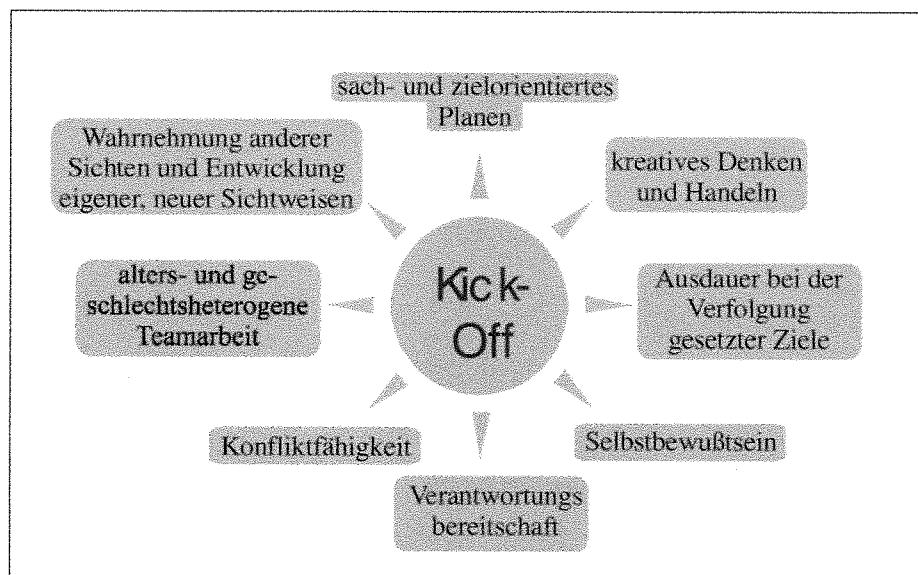 sach- und zielorientiertes
Planen
Wahrnehmung anderer
Sichten und Entwicklung
eigener, neuer Sichtweisen
kreatives Denken
und Handeln
alters- und ge-
schlechtsheterogene
Teamarbeit
Kick-
Off
Ausdauer bei der
Verfolgung
gesetzter Ziele
Konfliktfähigkeit
Selbstbewußtsein
Verantwortungs
bereitschaft